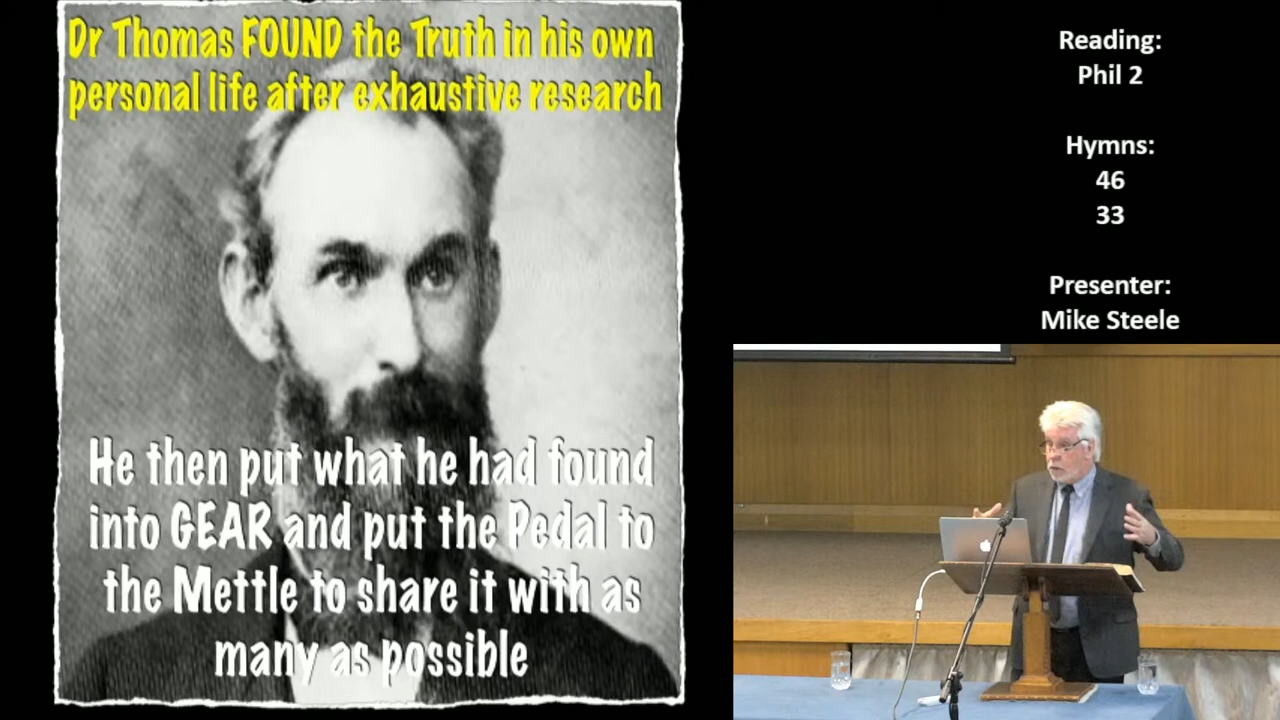 Dr Thomas FOUND the Truth in his own
personal life after exhaustive research
He then put what he had found
into GEAR and put the Pedal to
the Mettle to share it with as
many as possible
Reading:
Phil 2
Hymns:
46
33
Presenter:
Mike Steele